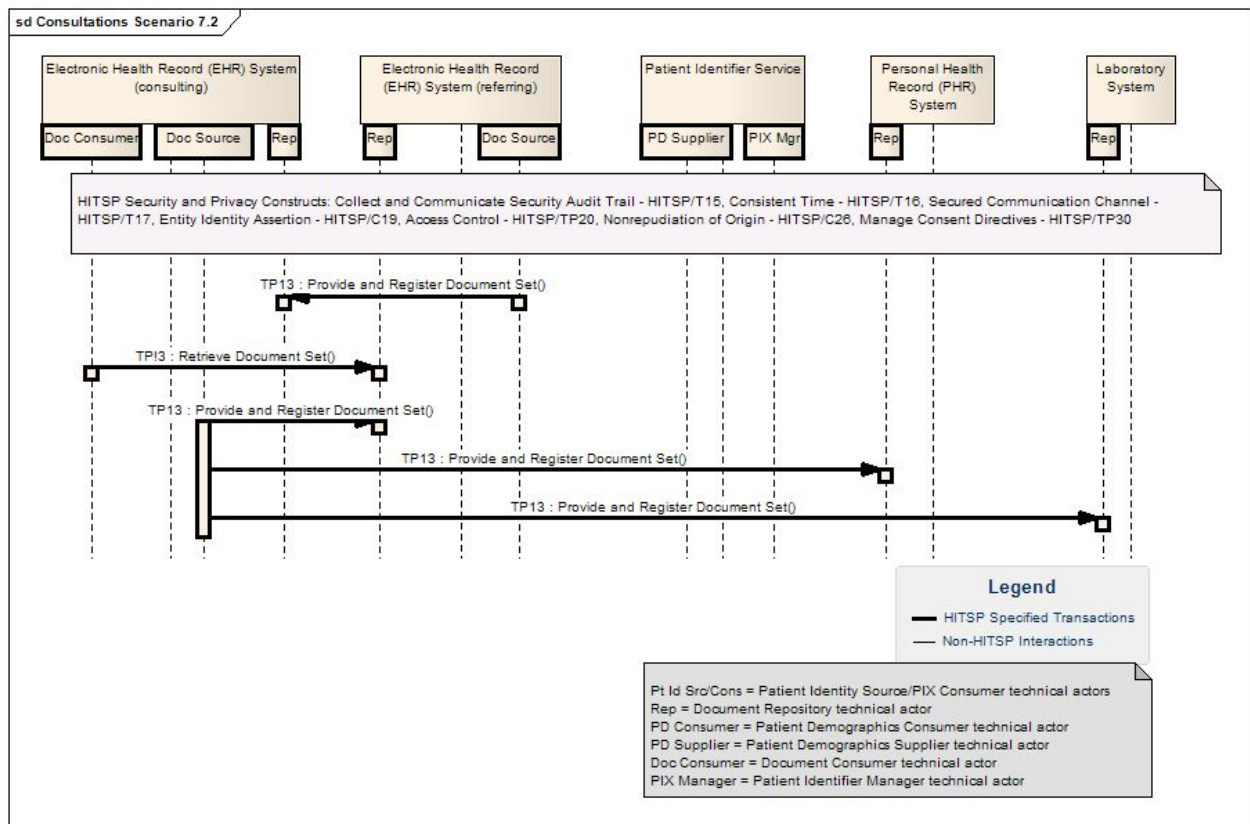 sd Consultations Scenario 7.2
Electronic Health Record (EHR) System
(consulting)
Electronic Health Record
(EHR) System (referring)
Patient Identifier Service
Personal Health
Record (PHR)
System
Laboratory
System
Doc Consumer
Doc Source
Rep
Rep
Doc Source
PD Supplier
PIX Mgr
Rep
Rep
HITSP Security and Privacy Constructs: Collect and Communicate Security Audit Trail - HITSP/T15, Consistent Time - HITSP/T16, Secured Communication Channel -
HITSP/T17, Entity Identity Assertion - HITSP/C19, Access Control - HITSP/TP20, Nonrepudiation of Origin - HITSP/C26, Manage Consent Directives - HITSP/TP30
TP13 : Provide and Register Document Set()
TP!3 : Retrieve Document Set()
TP13 : Provide and Register Document Set()
TP13 : Provide and Register Document Set()
TP13 : Provide and Register Document Set()
Legend
HITSP Specified Transactions
Non-HITSP Interactions
Pt Id Src/Cons = Patient Identity Source/PIX Consumer technical actors
Rep = Document Repository technical actor
PD Consumer = Patient Demographics Consumer technical actor
PD Supplier = Patient Demographics Supplier technical actor
Doc Consumer = Document Consumer technical actor
PIX Manager = Patient Identifier Manager technical actor